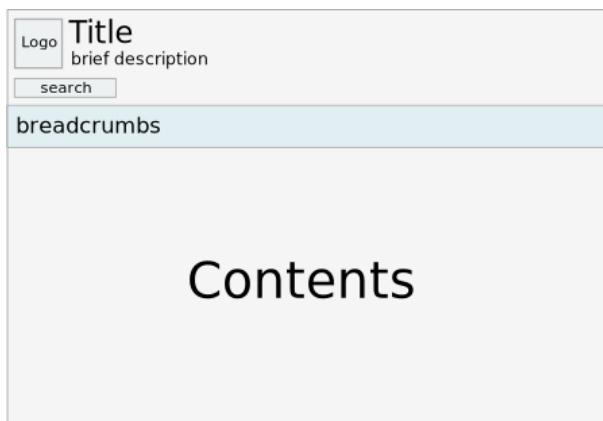 Logo
Title
brief description
search
breadcrumbs
Contents